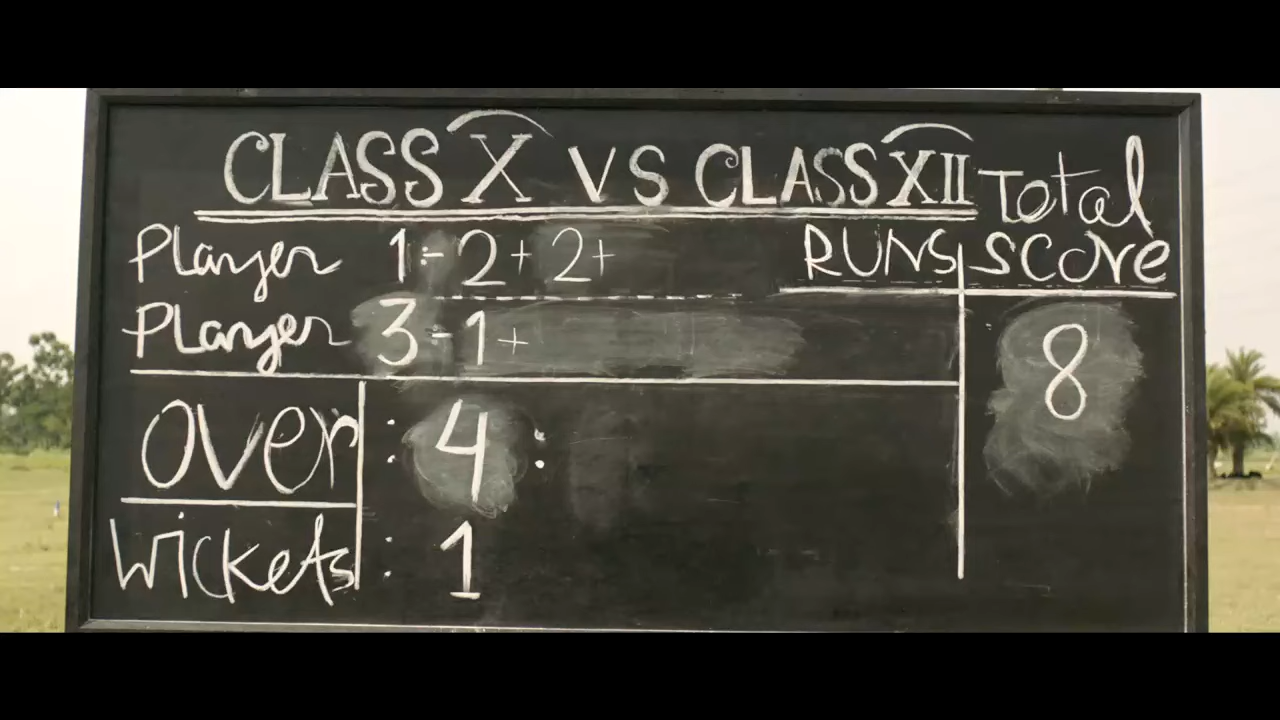 CLASS X VS CLASS XII Total
Player 1:- 2+ 2+ RUNS SCORE
Player 3 - 1+ 8
Over : 4 :
Wickets : 1